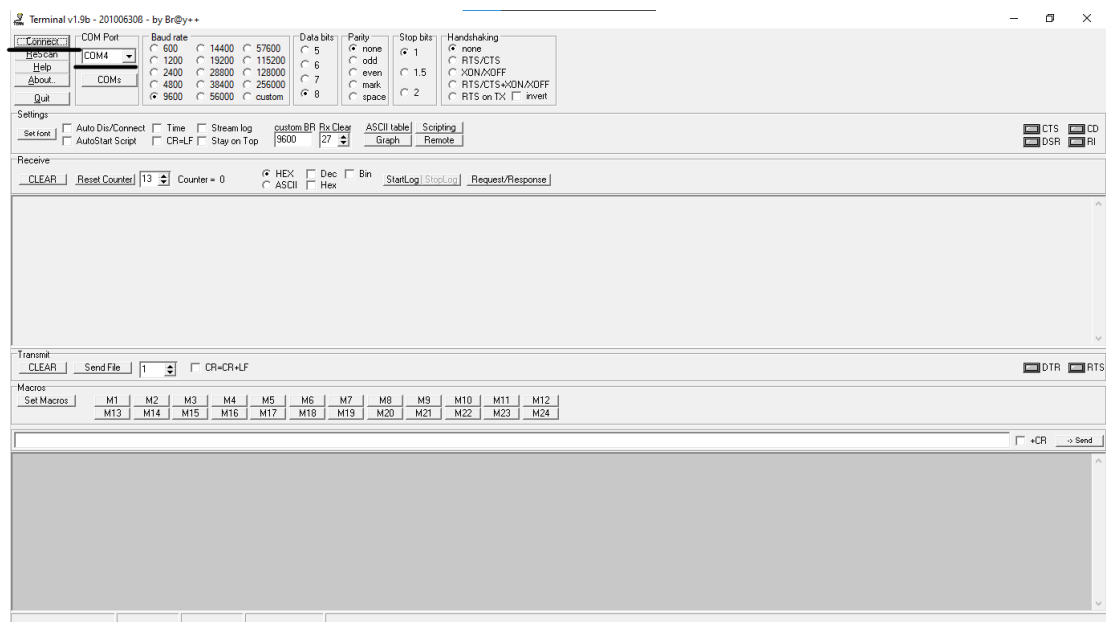 Terminal v1.9b - 20100630ß - by Br@y++
Connect
ReScan
Help
About..
Quit
COM Port
COM4
COMs
Baud rate
600 14400 57600
1200 19200 115200
2400 28800 128000
4800 38400 256000
9600 56000 custom
Data bits
5
6
7
8
Parity
none
odd
even
mark
space
Stop bits
1
1.5
2
Handshaking
none
RTS/CTS
XON/XOFF
RTS/CTS+XON/XOFF
RTS on TX invert
Settings
Set font
Auto Dis/Connect Time Stream log
AutoStart Script CR=LF Stay on Top
custom BR Rx Clear
9600 27
ASCII table Scripting
Graph Remote
CTS CD
DSR RI
Receive
CLEAR Reset Counter 13 Counter = 0
HEX Dec Bin
ASCII Hex
StartLog StopLog Request/Response
Transmit
CLEAR Send File 1 CR=CR+LF
DTR RTS
Macros
Set Macros
M1 M2 M3 M4 M5 M6 M7 M8 M9 M10 M11 M12
M13 M14 M15 M16 M17 M18 M19 M20 M21 M22 M23 M24
+CR -> Send